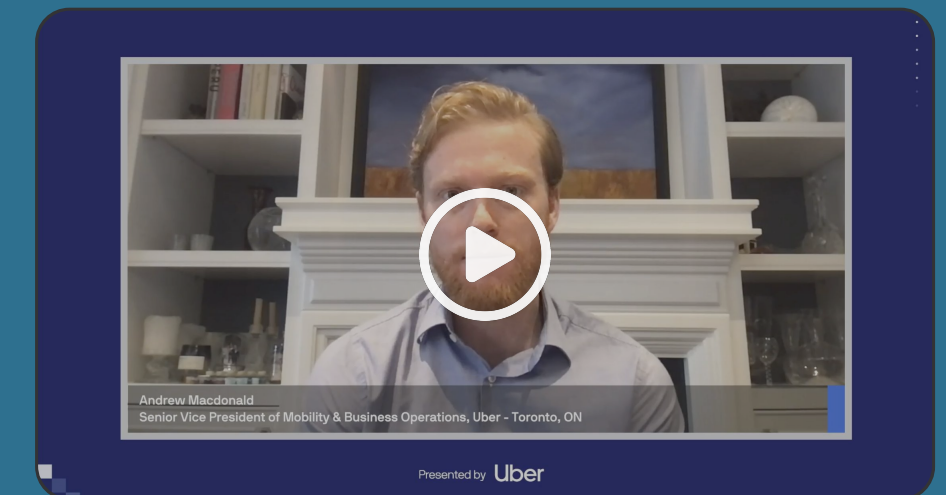 Andrew Macdonald
Senior Vice President of Mobility & Business Operations, Uber - Toronto, ON
Presented by Uber